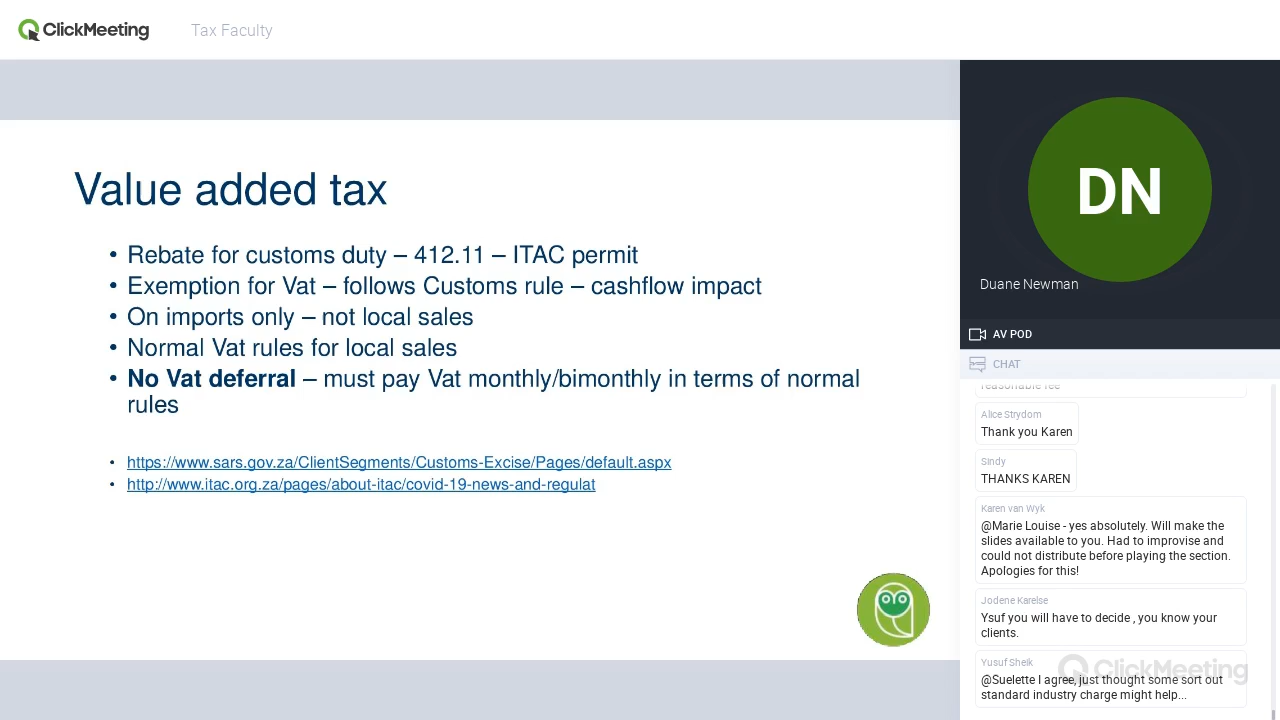 ClickMeeting
Tax Faculty
Value added tax
• Rebate for customs duty – 412.11 – ITAC permit
• Exemption for Vat – follows Customs rule – cashflow impact
• On imports only – not local sales
• Normal Vat rules for local sales
• No Vat deferral – must pay Vat monthly/bimonthly in terms of normal
rules
• https://www.sars.gov.za/ClientSegments/Customs-Excise/Pages/default.aspx
• http://www.itac.org.za/pages/about-itac/covid-19-news-and-regulat
DN
Duane Newman
AV POD
CHAT
reasonable fee
Alice Strydom
Thank you Karen
Sindy
THANKS KAREN
Karen van Wyk
@Marie Louise - yes absolutely. Will make the
slides available to you. Had to improvise and
could not distribute before playing the section.
Apologies for this!
Jodene Karelse
Ysuf you will have to decide , you know your
clients.
Yusuf Sheik
@Suelette I agree, just thought some sort out
standard industry charge might help...
ClickMeeting